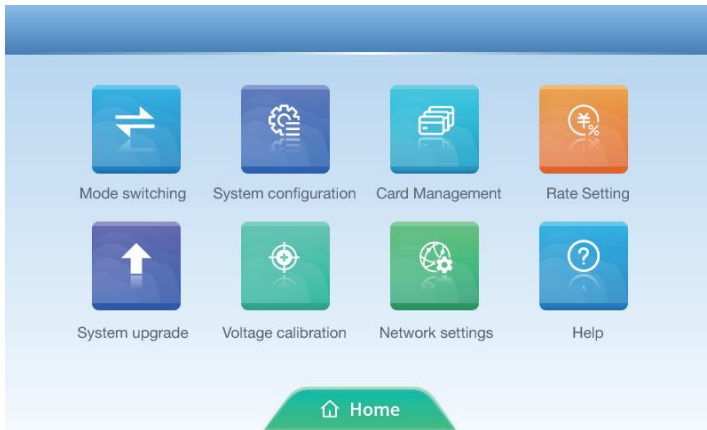 Mode switching System configuration Card Management Rate Setting
System upgrade Voltage calibration Network settings Help
Home